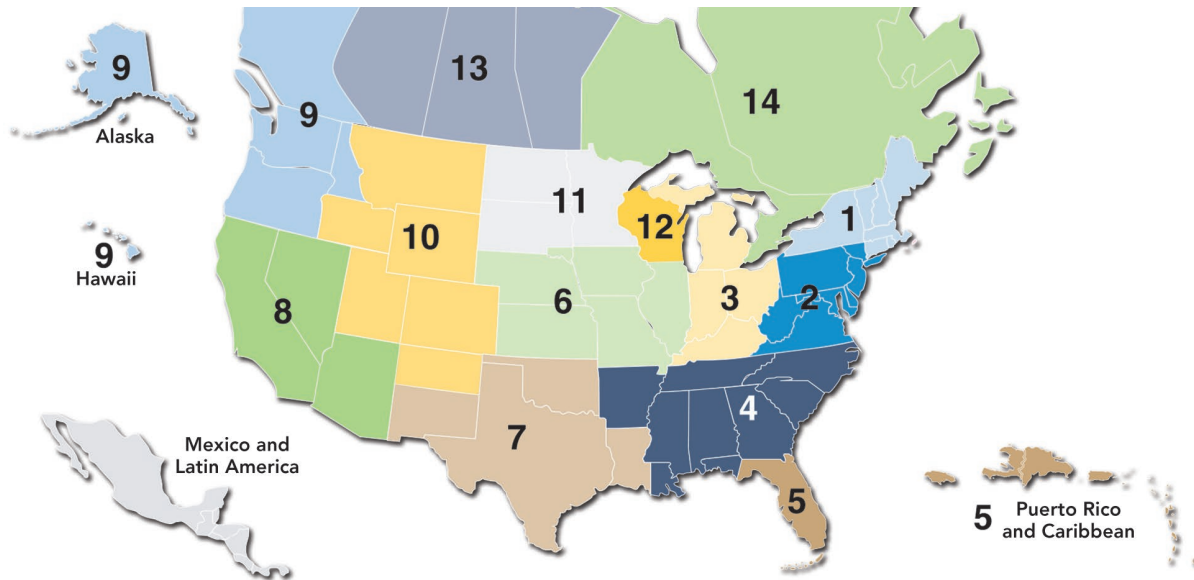 9
Alaska
13
14
9
11
12
1
10
9
Hawaii
8
6
3
2
4
7
Mexico and
Latin America
5
5
Puerto Rico
and Caribbean